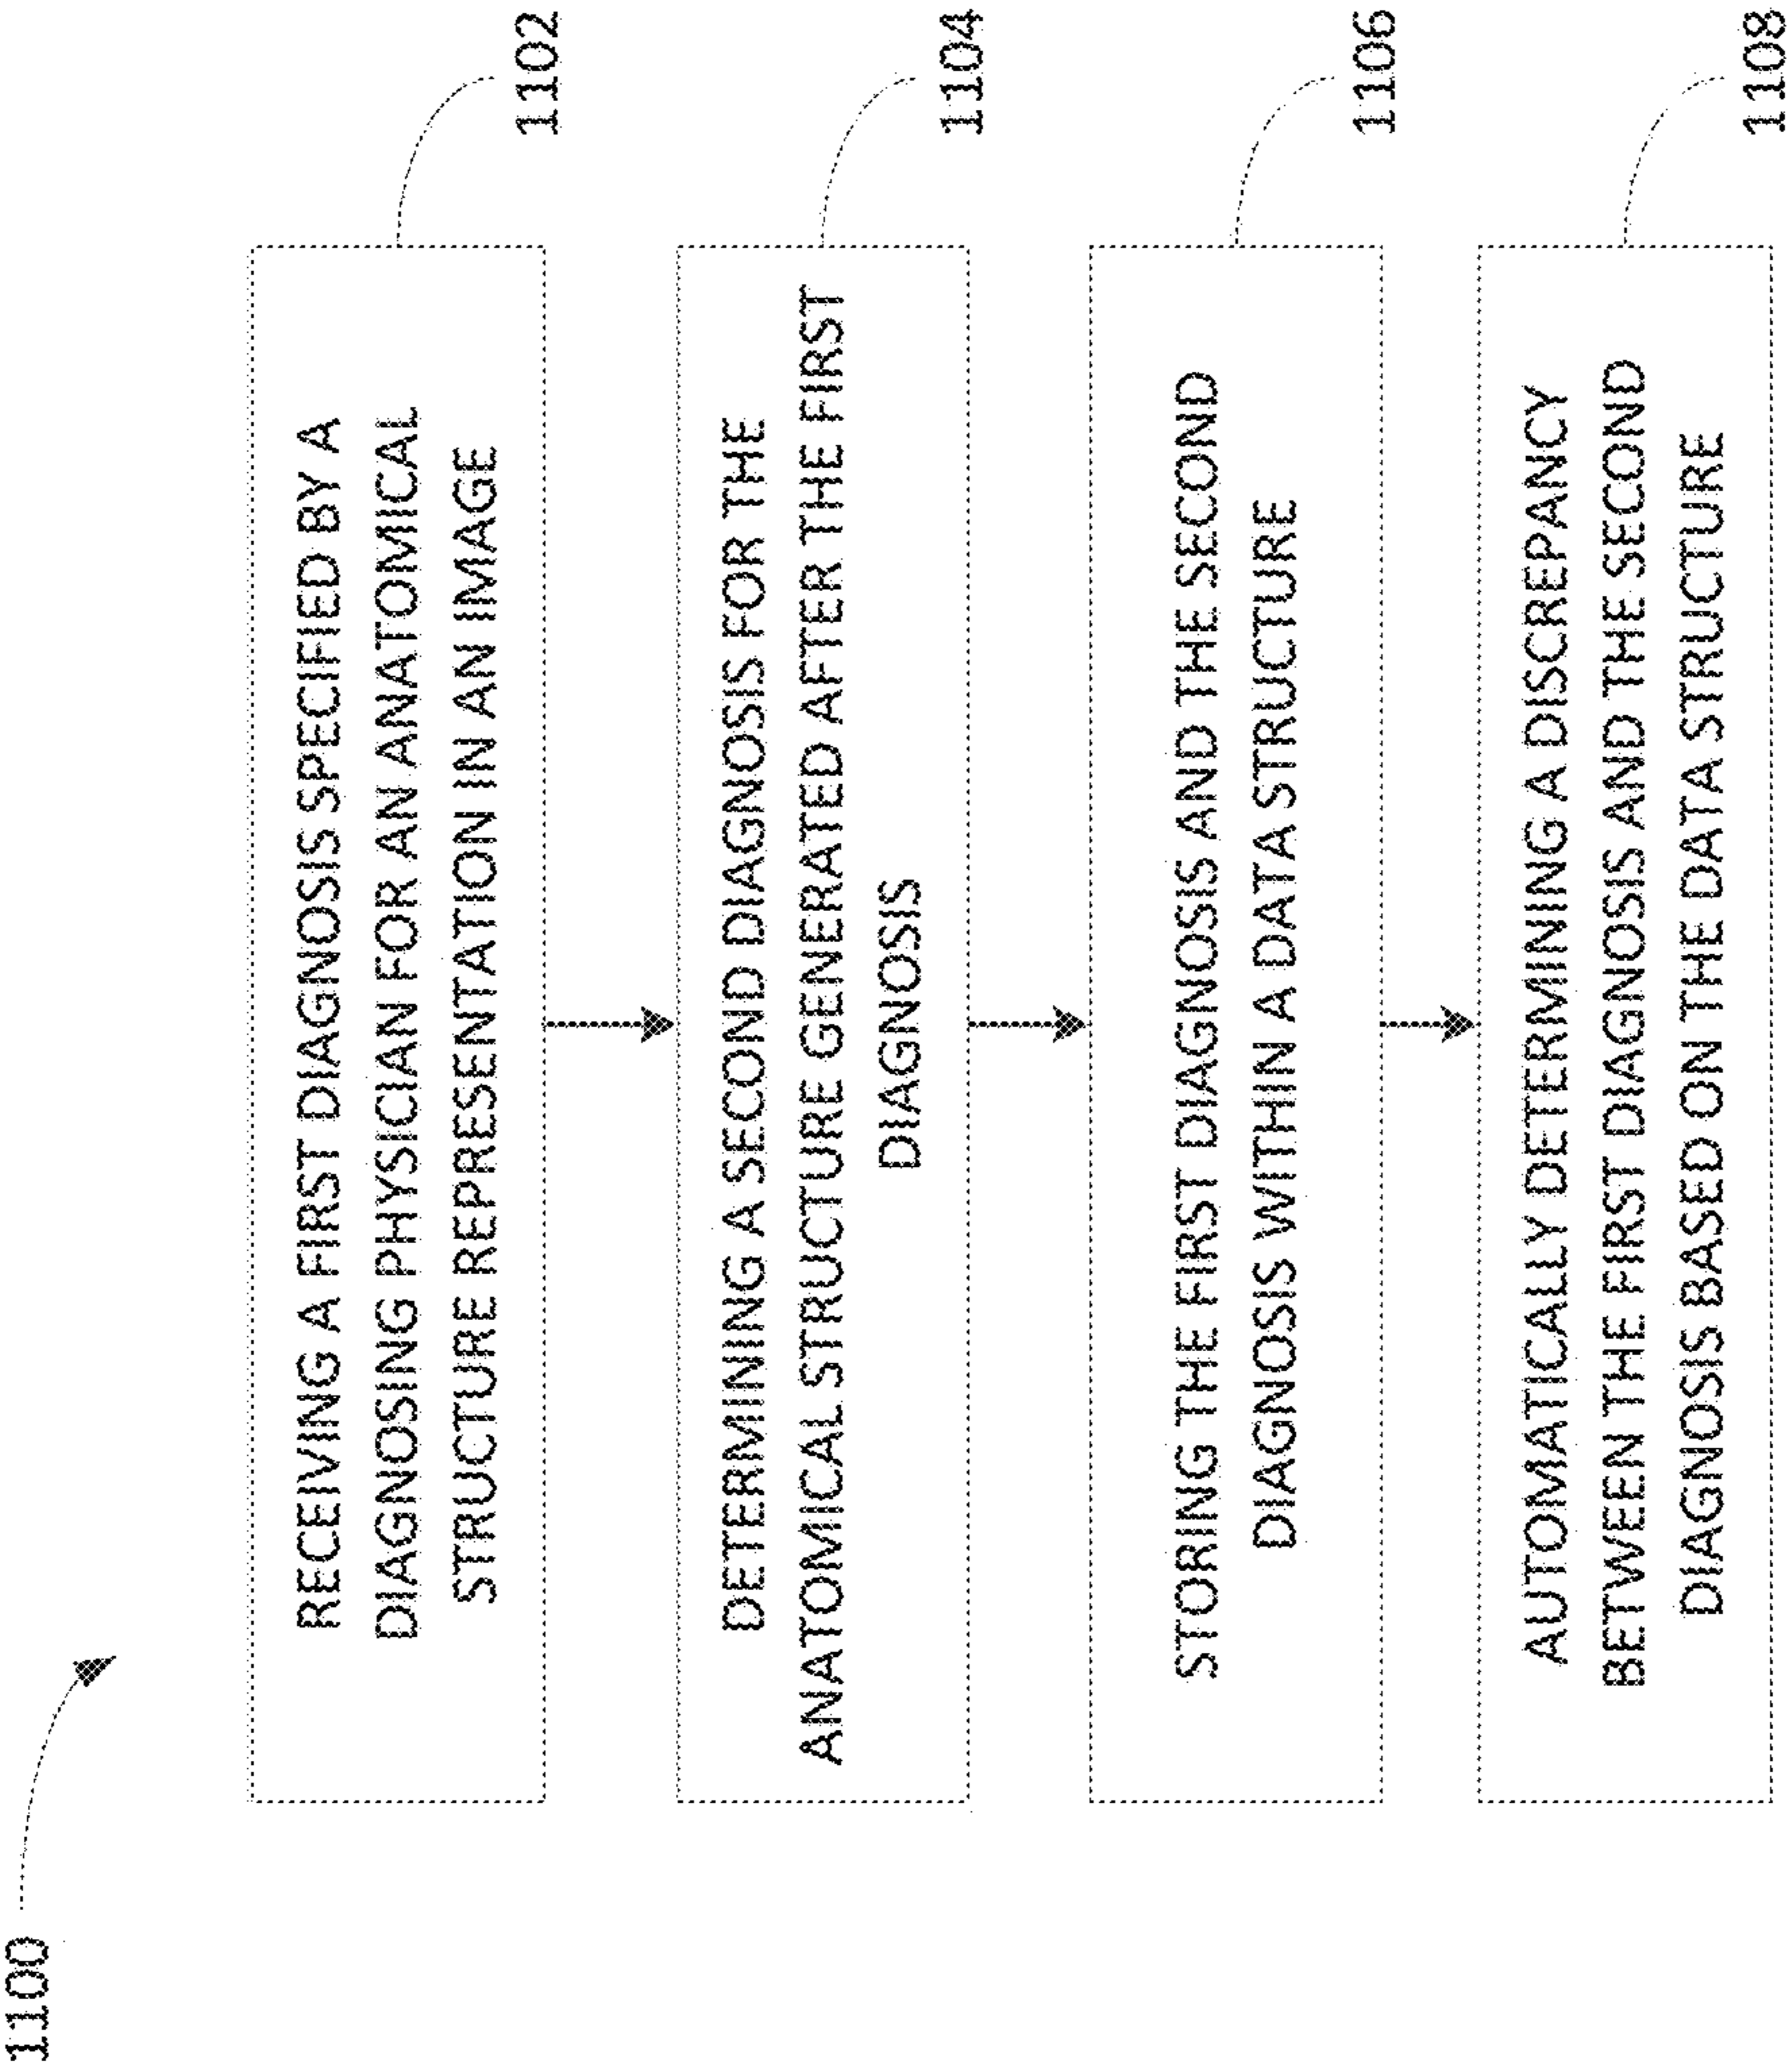 1100
RECEIVING A FIRST DIAGNOSIS SPECIFIED BY A
DIAGNOSING PHYSICIAN FOR AN ANATOMICAL
STRUCTURE REPRESENTATION IN AN IMAGE
1102
DETERMINING A SECOND DIAGNOSIS FOR THE
ANATOMICAL STRUCTURE GENERATED AFTER THE FIRST
DIAGNOSIS
1104
STORING THE FIRST DIAGNOSIS AND THE SECOND
DIAGNOSIS WITHIN A DATA STRUCTURE
1106
AUTOMATICALLY DETERMINING A DISCREPANCY
BETWEEN THE FIRST DIAGNOSIS AND THE SECOND
DIAGNOSIS BASED ON THE DATA STRUCTURE
1108